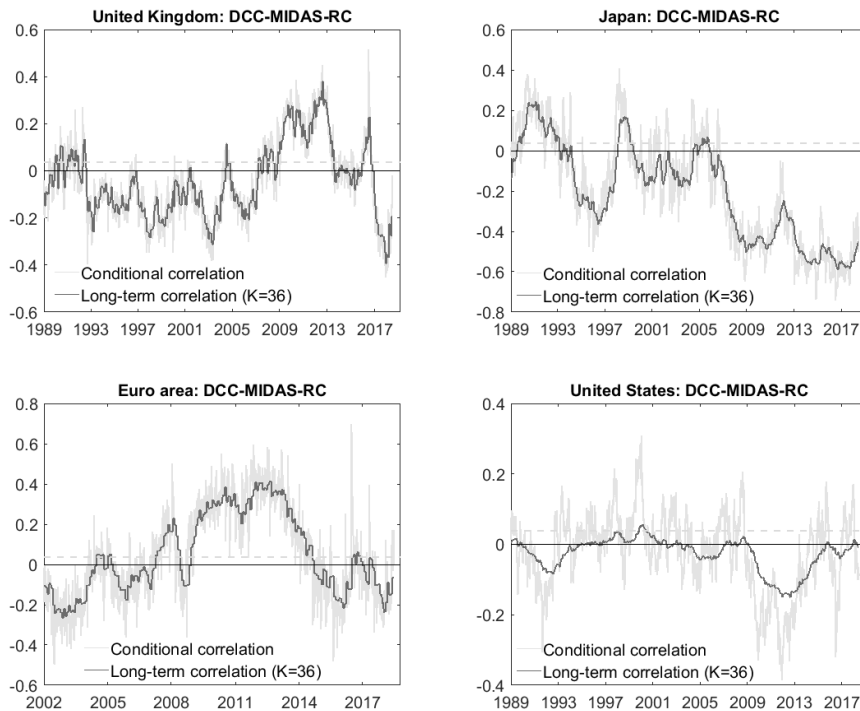 United Kingdom: DCC-MIDAS-RC
0.6
0.4
0.2
0
-0.2
-0.4
-0.6
Conditional correlation
Long-term correlation (K=36)
1989 1993 1997 2001 2005 2009 2013 2017
Japan: DCC-MIDAS-RC
0.6
0.4
0.2
0
-0.2
-0.4
-0.6
-0.8
Conditional correlation
Long-term correlation (K=36)
1989 1993 1997 2001 2005 2009 2013 2017
Euro area: DCC-MIDAS-RC
0.8
0.6
0.4
0.2
0
-0.2
-0.4
-0.6
Conditional correlation
Long-term correlation (K=36)
2002 2005 2008 2011 2014 2017
United States: DCC-MIDAS-RC
0.4
0.2
0
-0.2
-0.4
Conditional correlation
Long-term correlation (K=36)
1989 1993 1997 2001 2005 2009 2013 2017